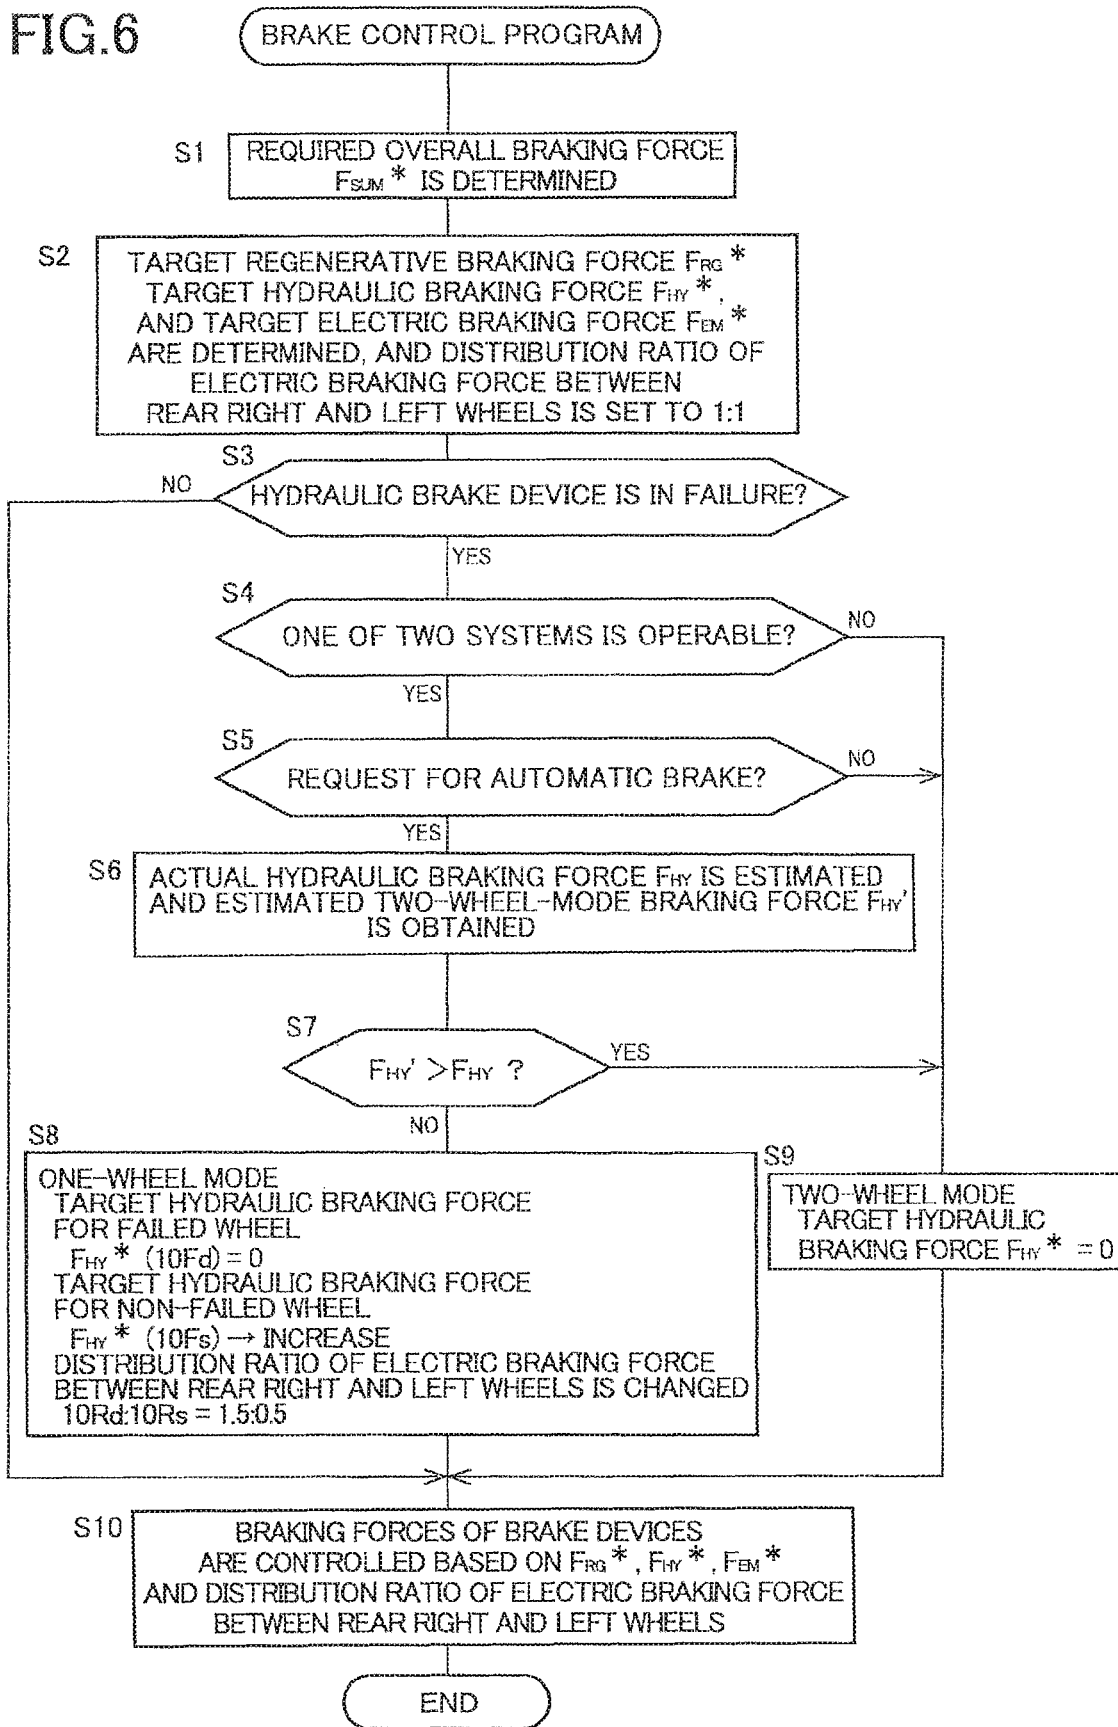 FIG.6
BRAKE CONTROL PROGRAM
S1
REQUIRED OVERALL BRAKING FORCE
FSUM* IS DETERMINED
S2
TARGET REGENERATIVE BRAKING FORCE FRG*
TARGET HYDRAULIC BRAKING FORCE FHY*,
AND TARGET ELECTRIC BRAKING FORCE FEM*
ARE DETERMINED, AND DISTRIBUTION RATIO OF
ELECTRIC BRAKING FORCE BETWEEN
REAR RIGHT AND LEFT WHEELS IS SET TO 1:1
S3
NO
HYDRAULIC BRAKE DEVICE IS IN FAILURE?
YES
S4
ONE OF TWO SYSTEMS IS OPERABLE?
NO
YES
S5
REQUEST FOR AUTOMATIC BRAKE?
NO
YES
S6
ACTUAL HYDRAULIC BRAKING FORCE FHY IS ESTIMATED
AND ESTIMATED TWO-WHEEL-MODE BRAKING FORCE FHY'
IS OBTAINED
S7
FHY' >FHY ?
YES
NO
S8
ONE-WHEEL MODE
TARGET HYDRAULIC BRAKING FORCE
FOR FAILED WHEEL
FHY* (10Fd) = 0
TARGET HYDRAULIC BRAKING FORCE
FOR NON-FAILED WHEEL
FHY* (10Fs) → INCREASE
DISTRIBUTION RATIO OF ELECTRIC BRAKING FORCE
BETWEEN REAR RIGHT AND LEFT WHEELS IS CHANGED
10Rd:10Rs = 1.5:0.5
S9
TWO-WHEEL MODE
TARGET HYDRAULIC
BRAKING FORCE FHY* = 0
S10
BRAKING FORCES OF BRAKE DEVICES
ARE CONTROLLED BASED ON FRG*, FHY*, FEM*
AND DISTRIBUTION RATIO OF ELECTRIC BRAKING FORCE
BETWEEN REAR RIGHT AND LEFT WHEELS
END